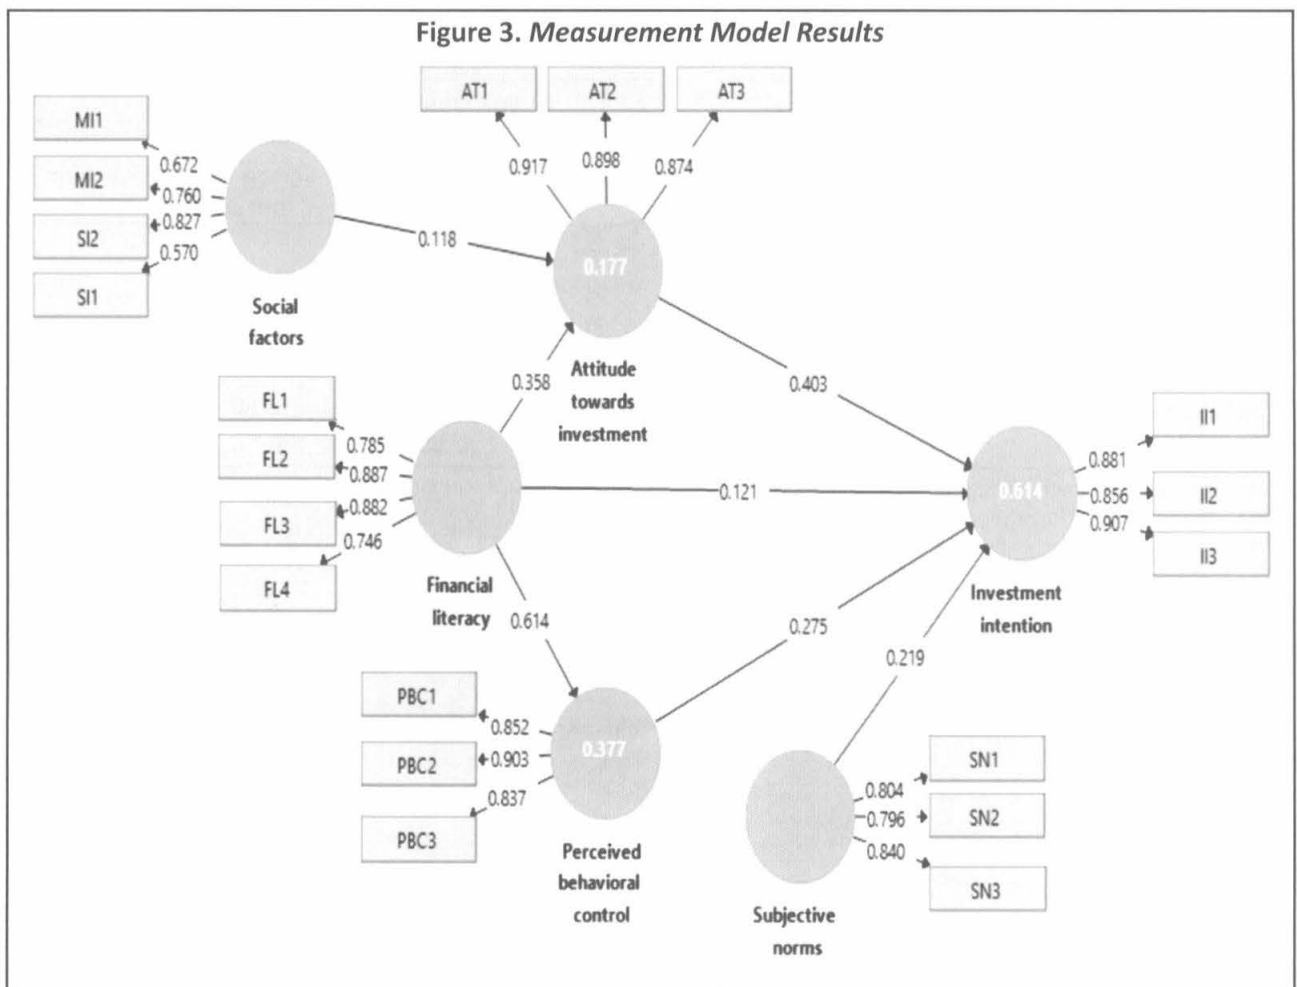 Figure 3. Measurement Model Results
AT1
AT2
AT3
MI1
MI2
SI2
SI1
0.672
0.760
0.827
0.570
0.917
0.898
0.874
0.118
0.177
Social
factors
Attitude
towards
investment
0.358
0.403
FL1
FL2
FL3
FL4
0.785
0.887
0.882
0.746
Financial
literacy
0.121
0.614
0.614
Investment
intention
0.881
0.856
0.907
II1
II2
II3
0.275
0.219
PBC1
PBC2
PBC3
0.852
0.903
0.837
0.377
Perceived
behavioral
control
Subjective
norms
0.804
0.796
0.840
SN1
SN2
SN3